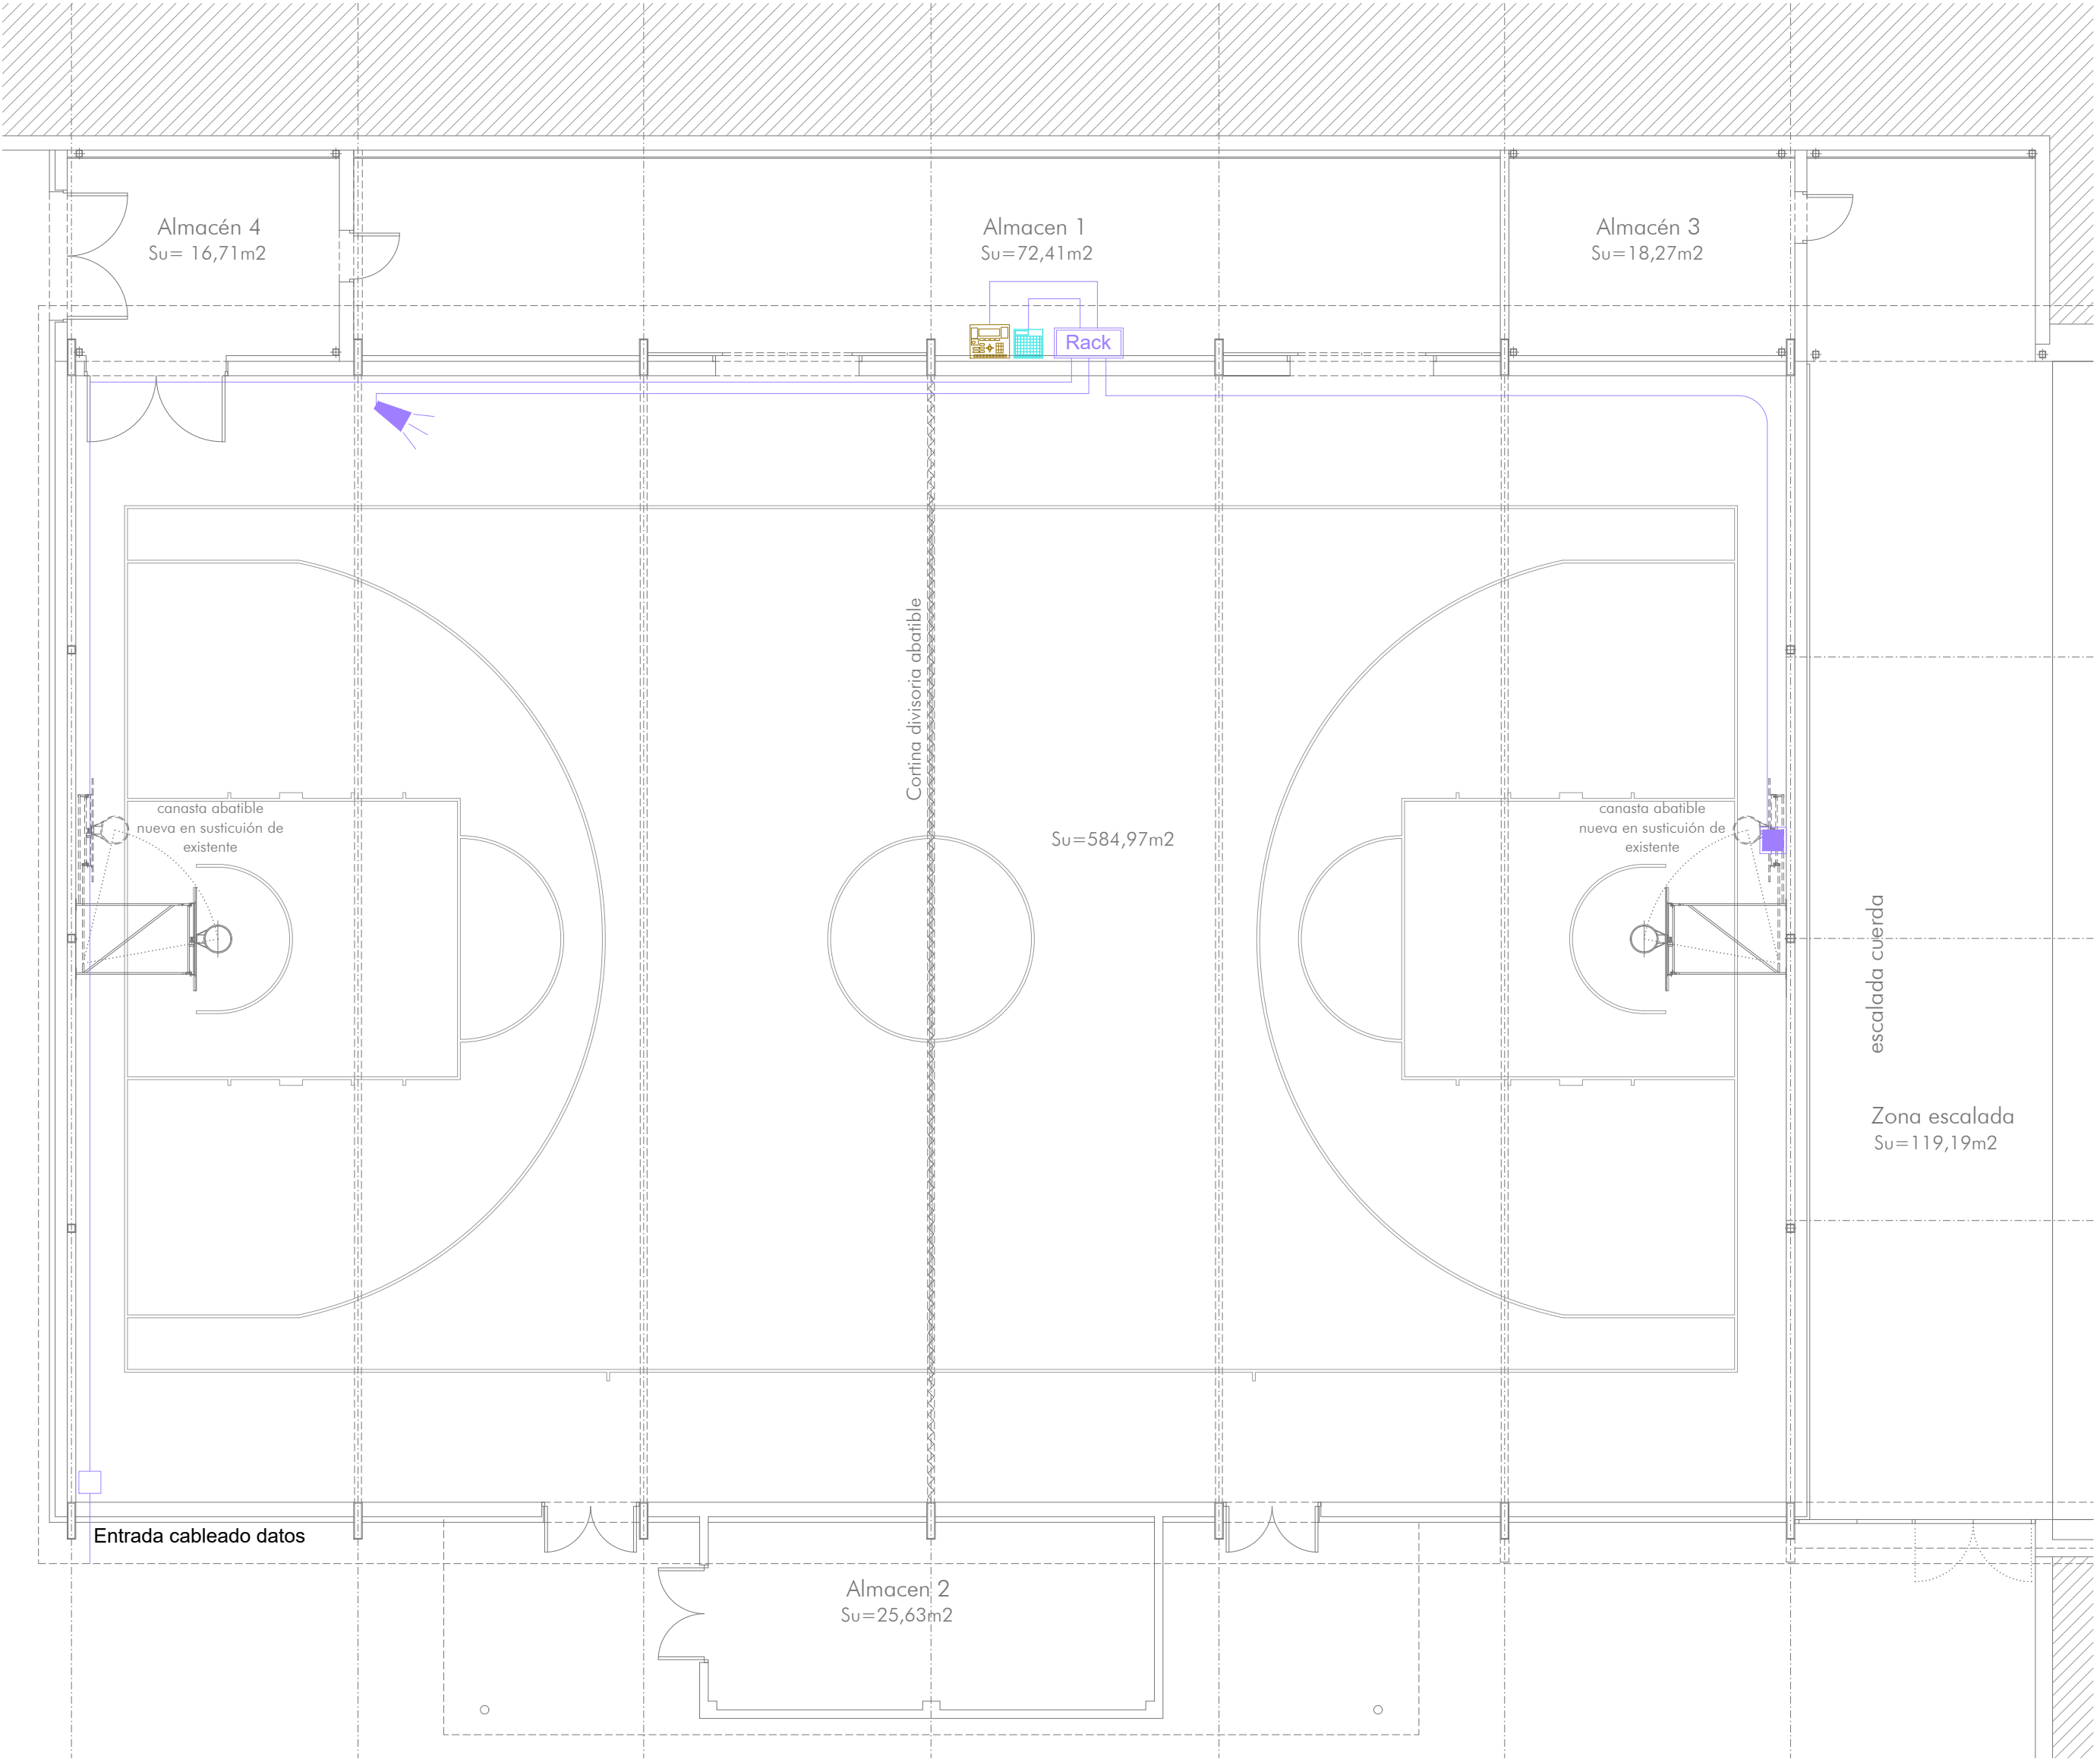 Almacén 4
Su= 16,71m2
Almacen 1
Su=72,41m2
Almacén 3
Su=18,27m2
Rack
Cortina divisoria abatible
canasta abatible
nueva en susticuión de
existente
Su=584,97m2
canasta abatible
nueva en susticuión de
existente
escalada cuerda
Zona escalada
Su=119,19m2
Entrada cableado datos
Almacen 2
Su=25,63m2